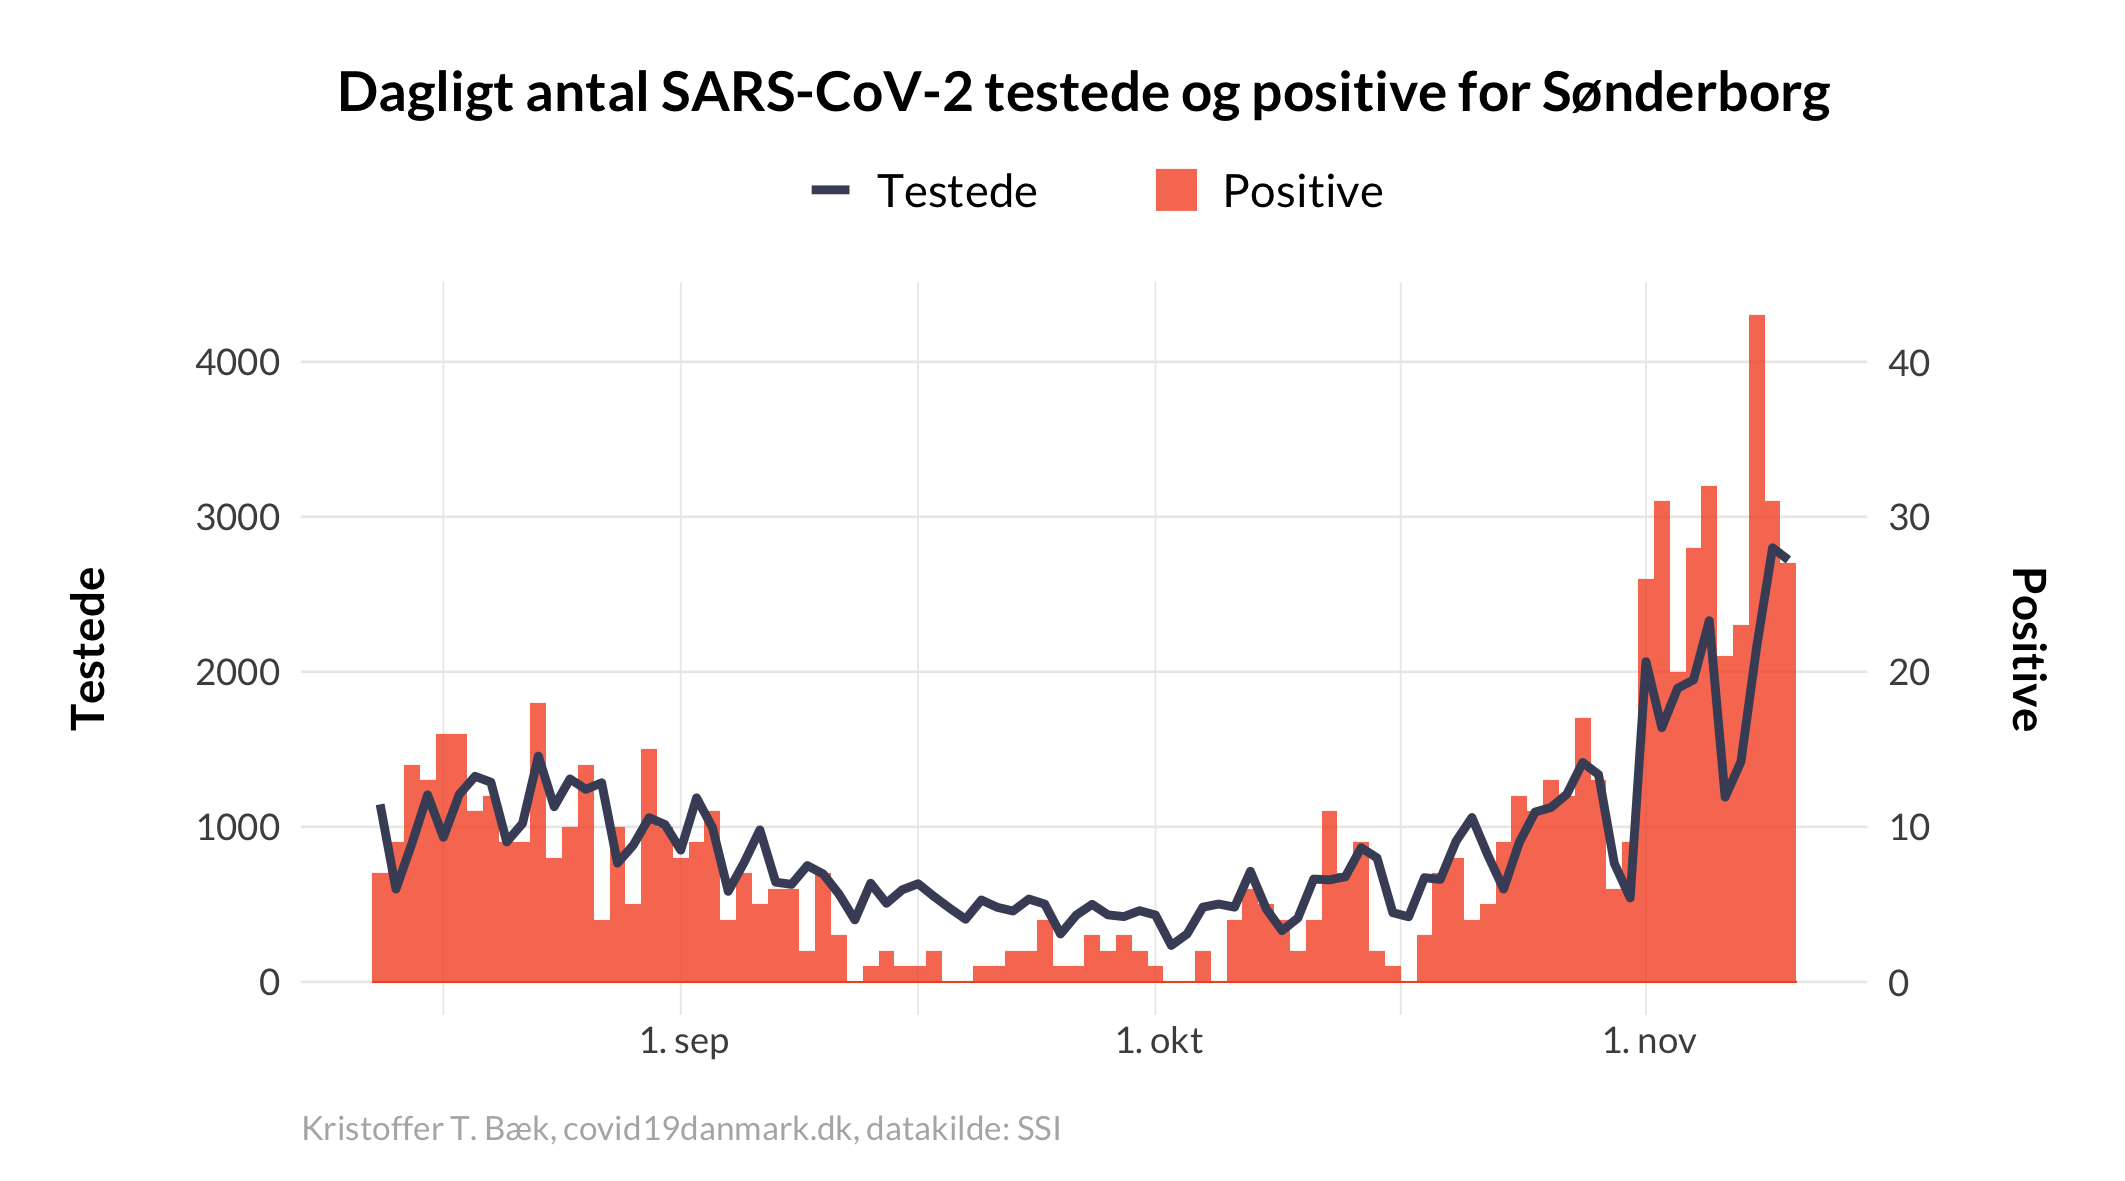 Dagligt antal SARS-CoV-2 testede og positive for Sønderborg
Testede Positive
Testede
4000
3000
2000
1000
0
40
30
20
10
0
Positive
1. sep 1. okt 1. nov
Kristoffer T. Bæk, covid19danmark.dk, datakilde: SSI